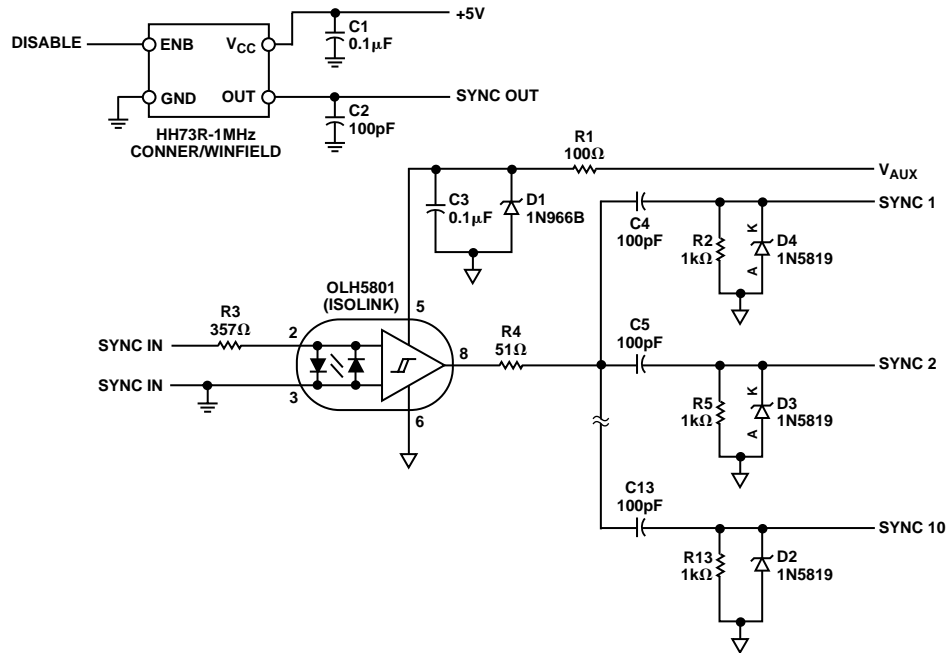 +5V
C1
0.1µF
DISABLE
ENB
VCC
GND
OUT
SYNC OUT
C2
100pF
HH73R-1MHz
CONNER/WINFIELD
R1
100Ω
VAUX
C3
0.1µF
D1
1N966B
SYNC 1
C4
100pF
R2
1kΩ
K
A
D4
1N5819
OLH5801
(ISOLINK)
5
R3
357Ω
2
SYNC IN
8
R4
51Ω
C5
100pF
SYNC 2
SYNC IN
3
6
R5
1kΩ
K
A
D3
1N5819
C13
100pF
SYNC 10
R13
1kΩ
D2
1N5819